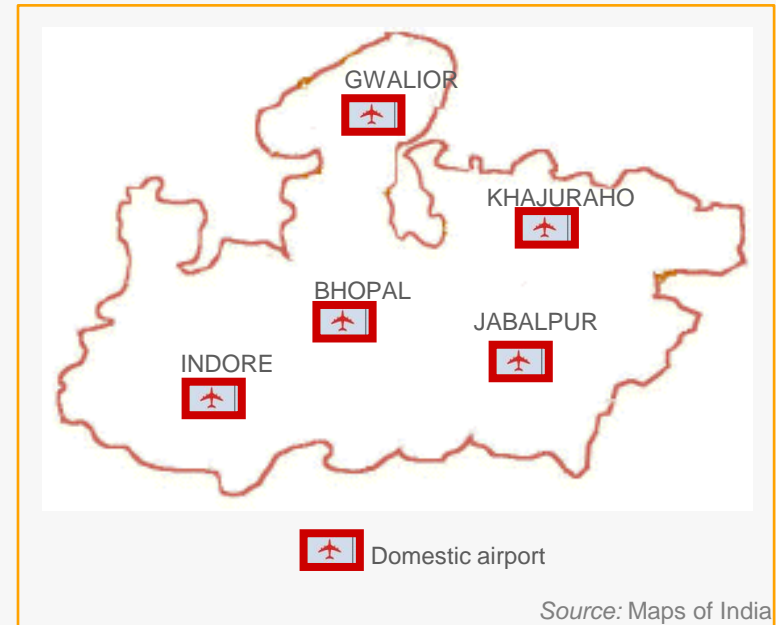 GWALIOR
KHAJURAHO
BHOPAL
JABALPUR
INDORE
Domestic airport
Source: Maps of India